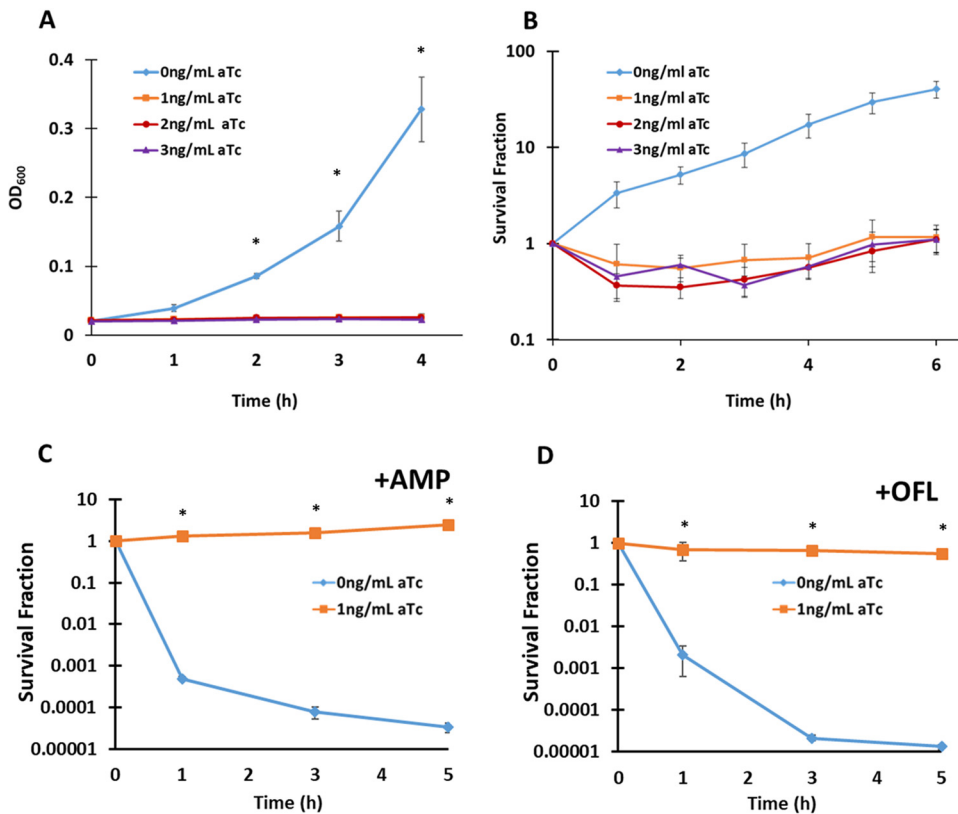 A
0ng/mL aTc
1ng/mL aTc
2ng/mL aTc
3ng/mL aTc
OD600
0.4
0.3
0.2
0.1
0
* * *
0 1 2 3 4
Time (h)
B
0ng/ml aTc
1ng/ml aTc
2ng/ml aTc
3ng/ml aTc
Survival Fraction
100
10
1
0.1
0 2 4 6
Time (h)
C
+AMP
0ng/mL aTc
1ng/mL aTc
Survival Fraction
10
1
0.1
0.01
0.001
0.0001
0.00001
* * *
0 1 2 3 4 5
Time (h)
D
+OFL
0ng/mL aTc
1ng/mL aTc
Survival Fraction
10
1
0.1
0.01
0.001
0.0001
0.00001
* * *
0 1 2 3 4 5
Time (h)